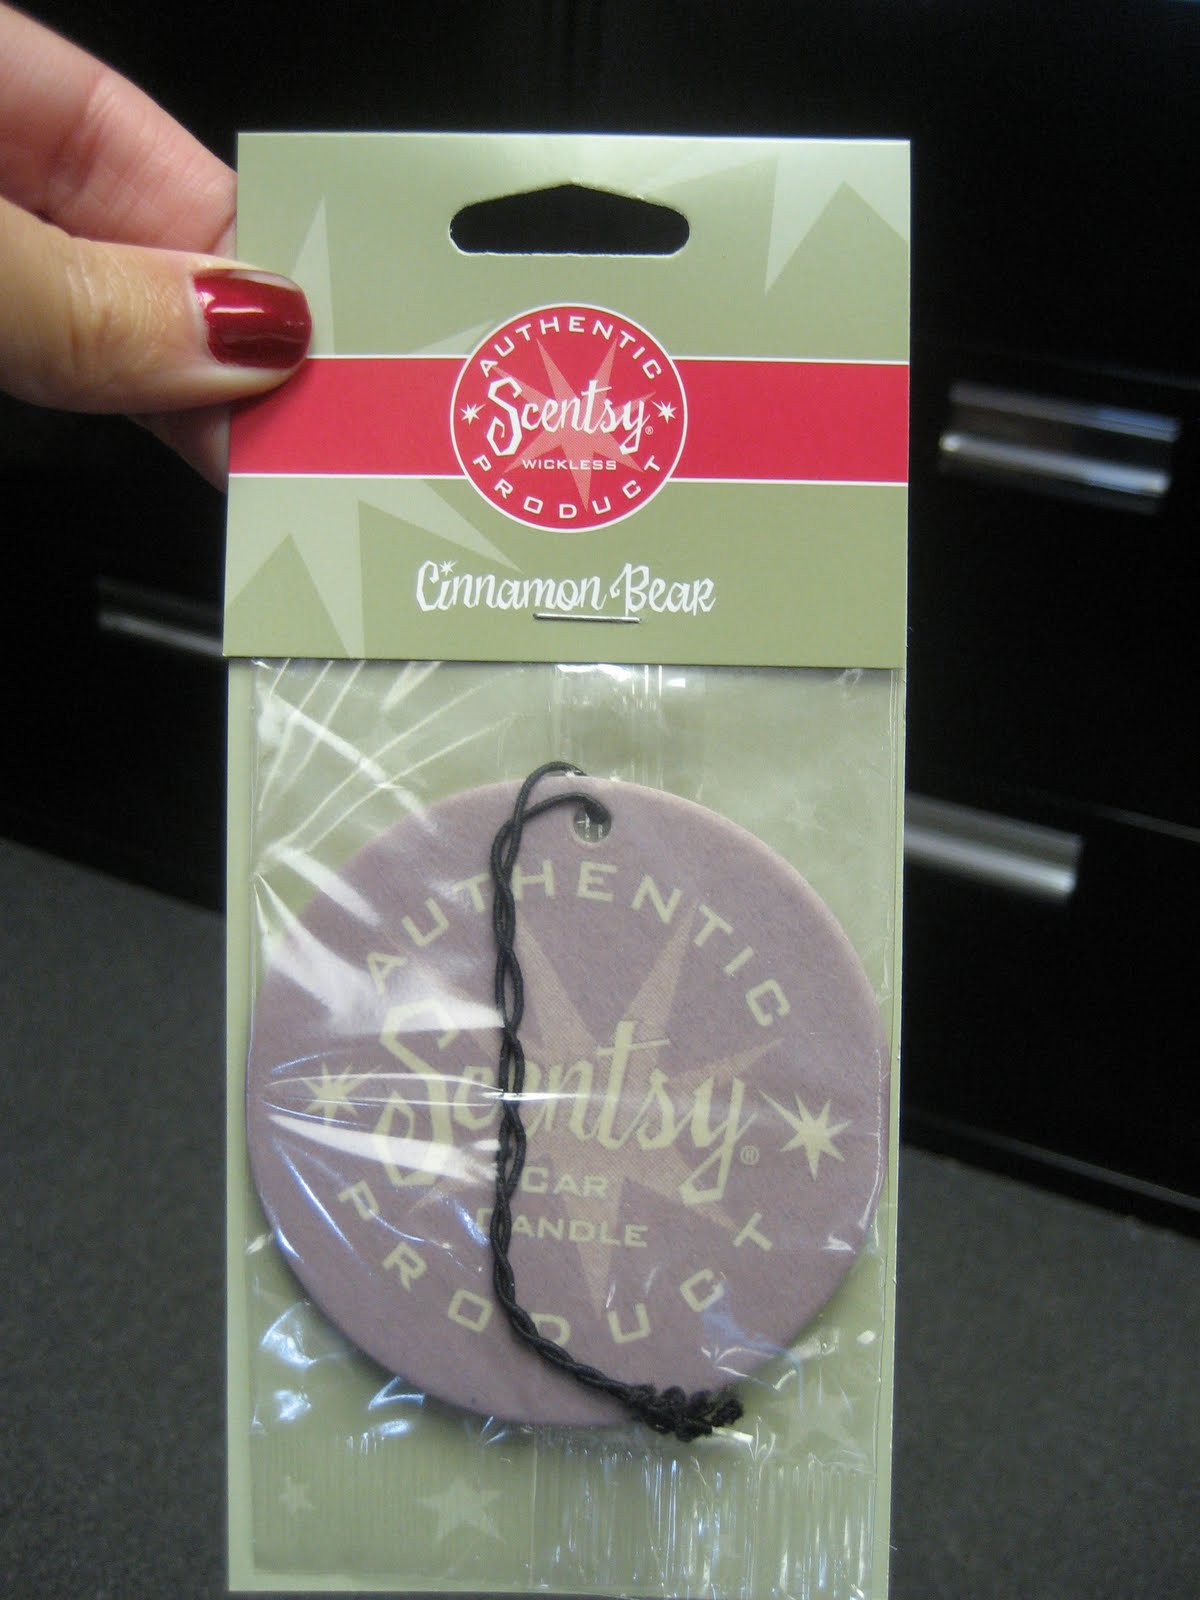 AUTHENTIC
Scentsy®
WICKLESS
PRODUCT
Cinnamon Bear
AUTHENTIC
Scentsy®
CAR
CANDLE
PRODUCT